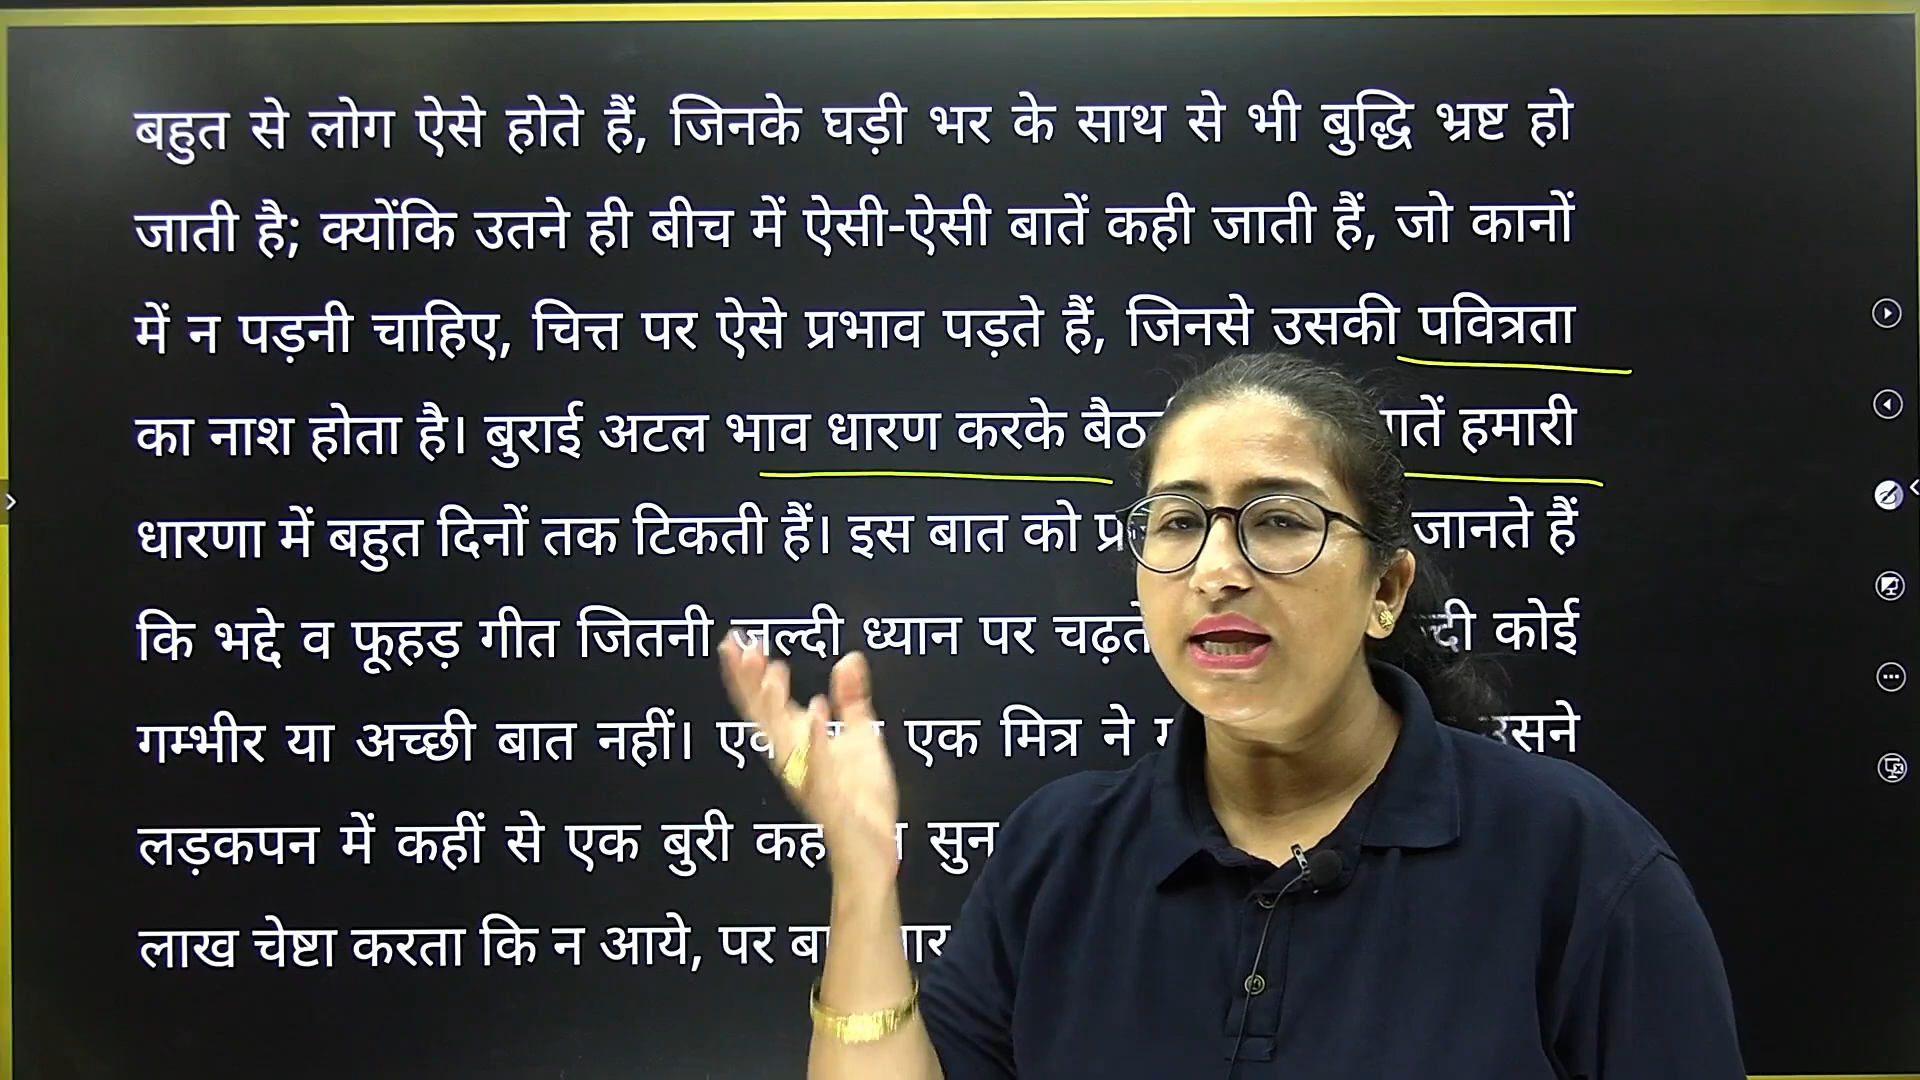 बहुत से लोग ऐसे होते हैं, जिनके घड़ी भर के साथ से भी बुद्धि भ्रष्ट हो
जाती है; क्योंकि उतने ही बीच में ऐसी-ऐसी बातें कही जाती हैं, जो कानों
में न पड़नी चाहिए, चित्त पर ऐसे प्रभाव पड़ते हैं, जिनसे उसकी पवित्रता
का नाश होता है। बुराई अटल भाव धारण करके हमारी
धारणा में बहुत दिनों तक टिकती हैं। इस बात को जानते हैं
कि भद्दे व फूहड़ गीत जितनी जल्दी ध्यान पर कोई
गम्भीर या अच्छी बात नहीं। एक मित्र ने उसने
लड़कपन में कहीं से एक बुरी सुन
लाख चेष्टा करता कि न आये, पर